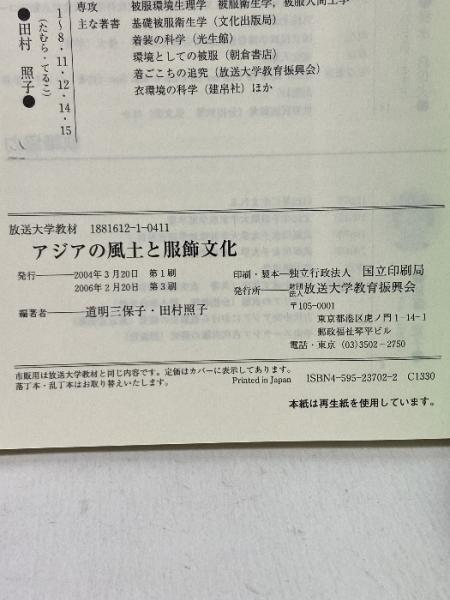 専攻 被服環境生理学 被服衛生学,被服人間工学
主な著書 基礎被服衛生学(文化出版局)
着装の科学(光生館)
環境としての被服(朝倉書店)
着ごこちの追究(放送大学教育振興会)
衣環境の科学(建帛社)ほか
1〜8・11・12・14・15
(たむら・てるこ)
●田村 照子●
放送大学教材 1881612-1-0411
アジアの風土と服飾文化
発行――2004年3月20日 第1刷
2006年2月20日 第3刷
編著者――道明三保子・田村照子
印刷・製本―独立行政法人 国立印刷局
発行所――財団法人放送大学教育振興会
〒105-0001
東京都港区虎ノ門1-14-1
郵政福祉琴平ビル
電話・東京(03)3502-2750
市販用は放送大学教材と同じ内容です。定価はカバーに表示してあります。
落丁本・乱丁本はお取り替えいたします。
Printed in Japan
ISBN4-595-23702-2 C1330
本紙は再生紙を使用しています。